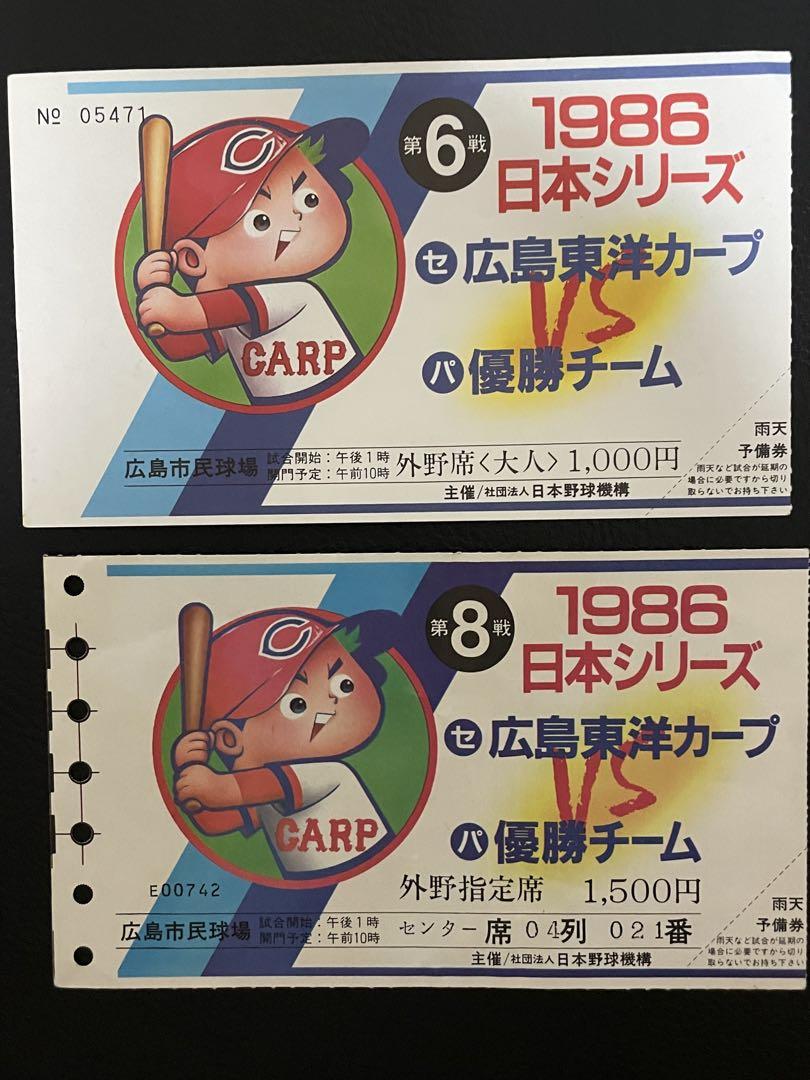 № 05471
第6戦
1986
日本シリーズ
セ 広島東洋カープ
VS
パ 優勝チーム
CARP
広島市民球場 試合開始:午後1時 外野席〈大人〉1,000円
開門予定:午前10時
主催/社団法人日本野球機構
雨天
予備券
雨天など試合が延期の
場合に必要ですから切り
取らないでお持ち下さい
第8戦
1986
日本シリーズ
セ 広島東洋カープ
VS
パ 優勝チーム
CARP
E00742
外野指定席 1,500円
広島市民球場 試合開始:午後1時
開門予定:午前10時
センター席 04列 021番
主催/社団法人日本野球機構
雨天
予備券
雨天など試合が延期の
場合に必要ですから切り
取らないでお持ち下さい